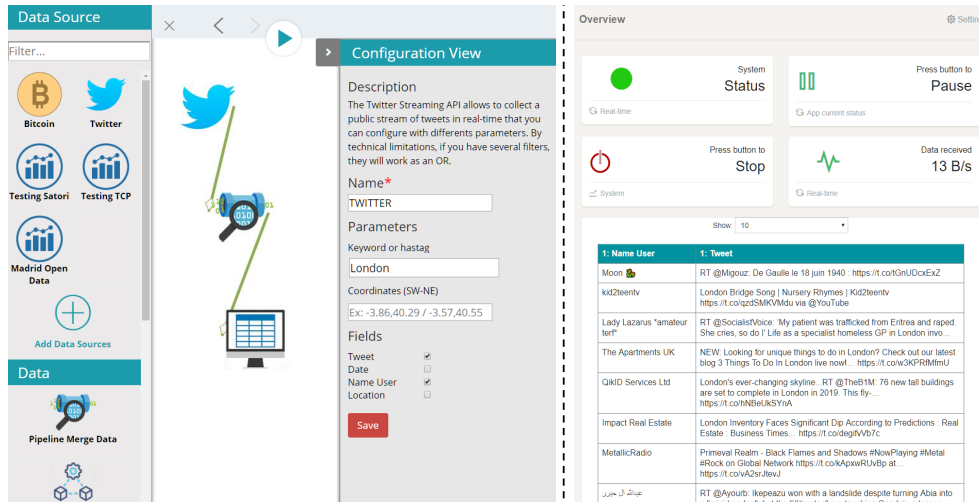 Data Source
Filter...
Bitcoin
Twitter
Testing Satori
Testing TCP
Madrid Open
Data
Add Data Sources
Data
Pipeline Merge Data
Configuration View
Description
The Twitter Streaming API allows to collect a
public stream of tweets in real-time that you
can configure with differents parameters. By
technical limitations, if you have several filters,
they will work as an OR.
Name*
TWITTER
Parameters
Keyword or hastag
London
Coordinates (SW-NE)
Ex: -3.86,40.29 / -3.57,40.55
Fields
Tweet
Date
Name User
Location
Save
Overview
System
Status
Real-time
Press button to
Pause
App current status
Press button to
Stop
System
Data received
13 B/s
Real-time
Show: 10
1: Name User
1: Tweet
Moon
RT @Migouz: De Gaulle le 18 juin 1940 : https://t.co/tGnUDcxExZ
kid2teentv
London Bridge Song | Nursery Rhymes | Kid2teentv
https://t.co/qzdSMKVMdu via @YouTube
Lady Lazarus *amateur
terf*
RT @SocialistVoice: 'My patient was trafficked from Eritrea and raped.
She cries, so do I' Life as a specialist homeless GP in London invo…
The Apartments UK
NEW: Looking for unique things to do in London? Check out our latest
blog 3 Things To Do In London live now!… https://t.co/w3KPRfMfmU
QikID Services Ltd
London's ever-changing skyline.. RT @TheB1M: 76 new tall buildings
are set to complete in London in 2019. This fly-…
https://t.co/hNBeUkSYnA
Impact Real Estate
London Inventory Faces Significant Dip According to Predictions : Real
Estate : Business Times… https://t.co/degifVVb7c
MetallicRadio
Primeval Realm - Black Flames and Shadows #NowPlaying #Metal
#Rock on Global Network https://t.co/kApxwRUvBp at…
https://t.co/vA2srJtevJ
RT @Ayourb: Ikepeazu won with a landslide despite turning Abia into